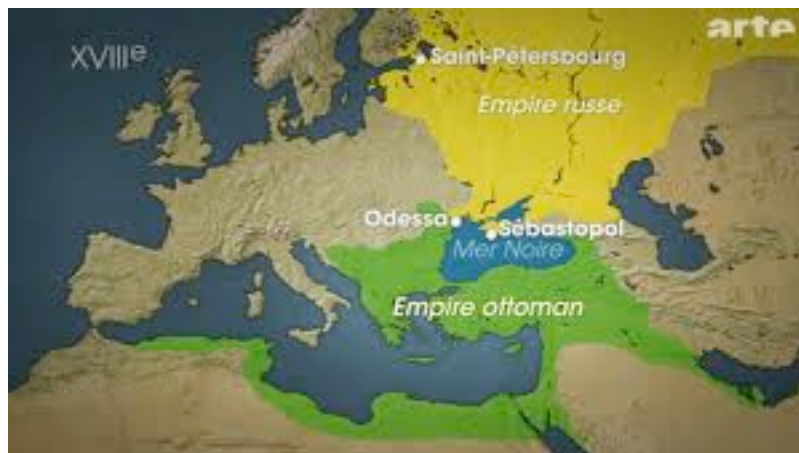 arte
XVIIIe
Saint-Pétersbourg
Empire russe
Odessa
Sébastopol
Mer Noire
Empire ottoman